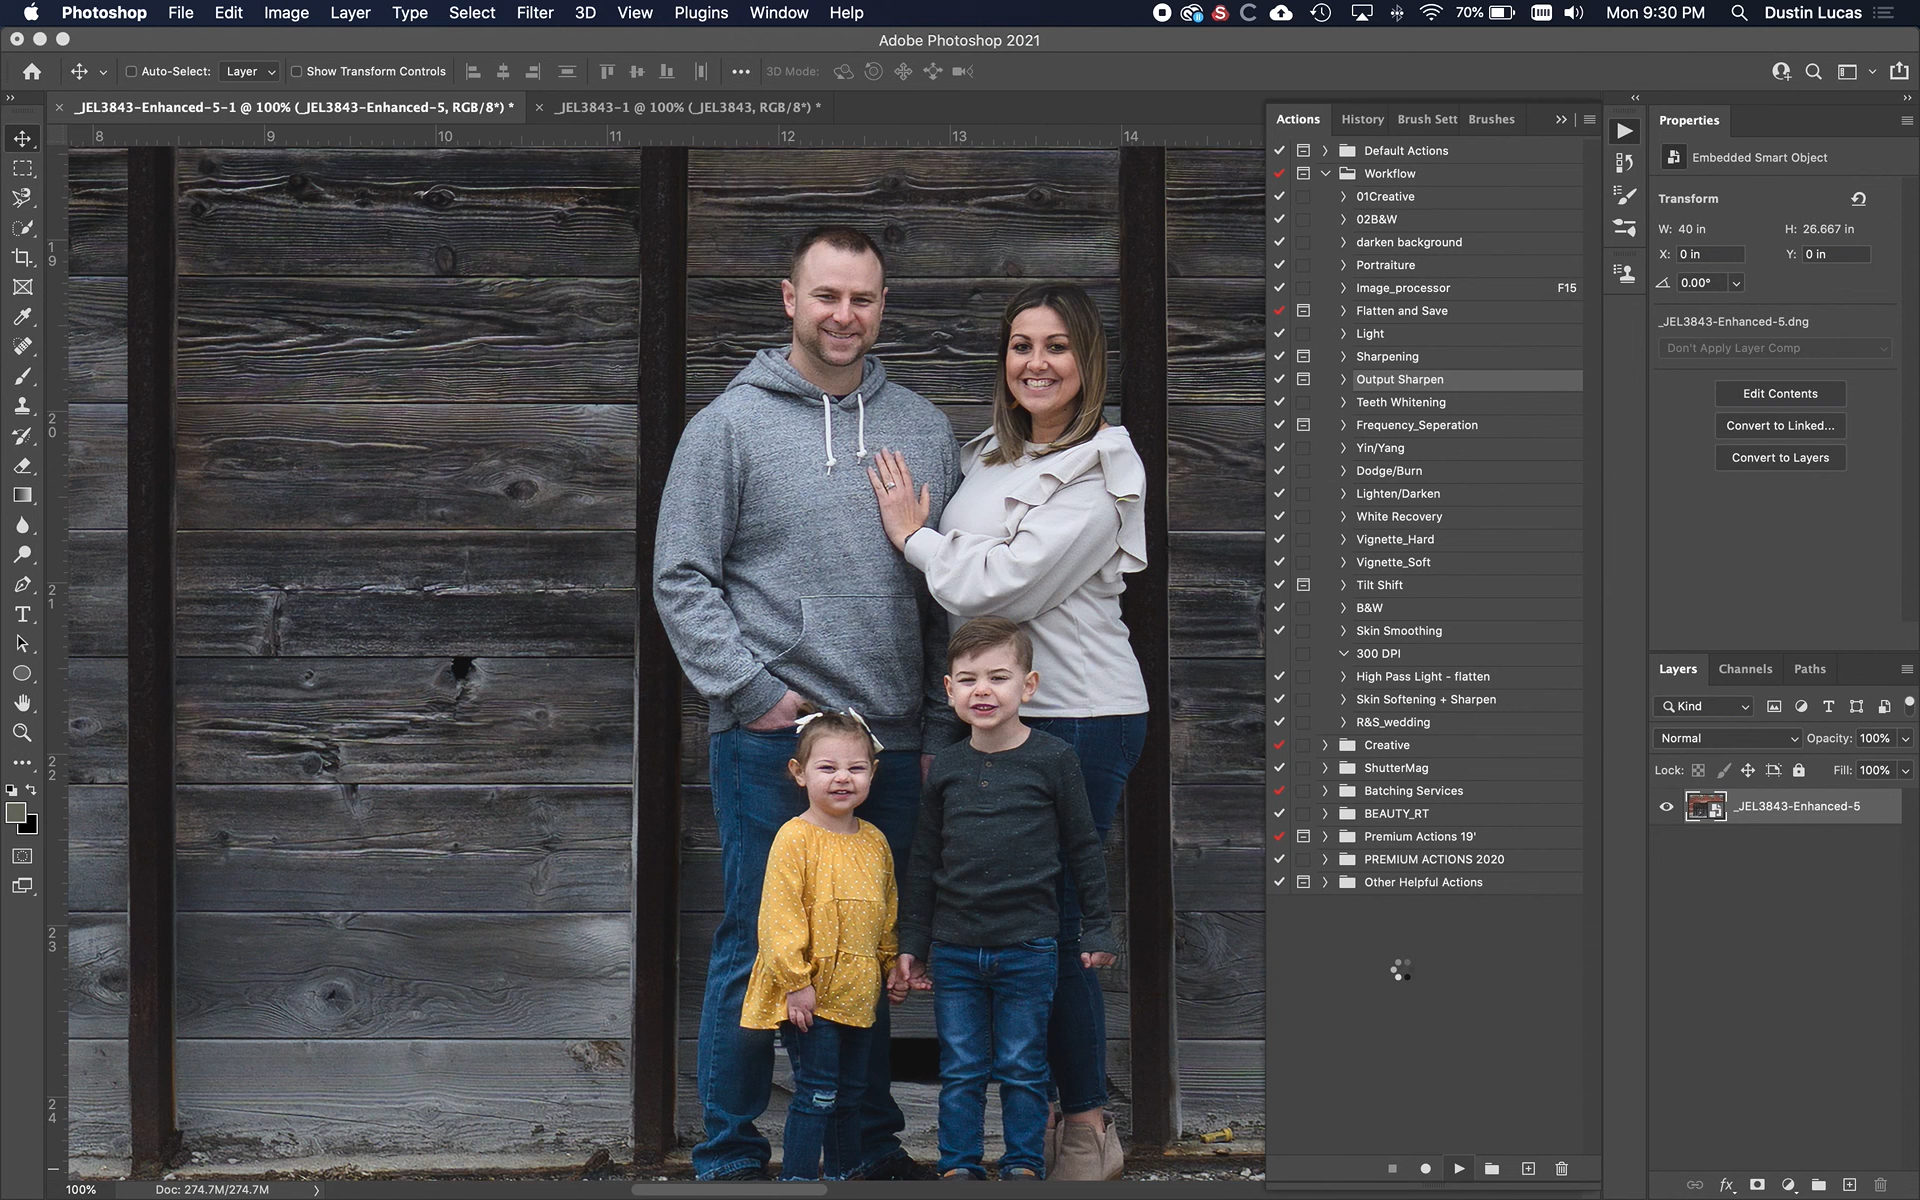 Photoshop File Edit Image Layer Type Select Filter 3D View Plugins Window Help 70% Mon 9:30 PM Dustin Lucas
Adobe Photoshop 2021
Auto-Select: Layer Show Transform Controls 3D Mode:
_JEL3843-Enhanced-5-1 @ 100% (_JEL3843-Enhanced-5, RGB/8*) * _JEL3843-1 @ 100% (_JEL3843, RGB/8*) *
8 9 10 11 12 13 14
19
20
21
22
23
24
Actions History Brush Sett Brushes
Default Actions
Workflow
01Creative
02B&W
darken background
Portraiture
Image_processor F15
Flatten and Save
Light
Sharpening
Output Sharpen
Teeth Whitening
Frequency_Seperation
Yin/Yang
Dodge/Burn
Lighten/Darken
White Recovery
Vignette_Hard
Vignette_Soft
Tilt Shift
B&W
Skin Smoothing
300 DPI
High Pass Light - flatten
Skin Softening + Sharpen
R&S_wedding
Creative
ShutterMag
Batching Services
BEAUTY_RT
Premium Actions 19'
PREMIUM ACTIONS 2020
Other Helpful Actions
Properties
Embedded Smart Object
Transform
W: 40 in H: 26.667 in
X: 0 in Y: 0 in
0.00°
_JEL3843-Enhanced-5.dng
Don't Apply Layer Comp
Edit Contents
Convert to Linked...
Convert to Layers
Layers Channels Paths
Kind
Normal Opacity: 100%
Lock: Fill: 100%
_JEL3843-Enhanced-5
fx
100% Doc: 274.7M/274.7M